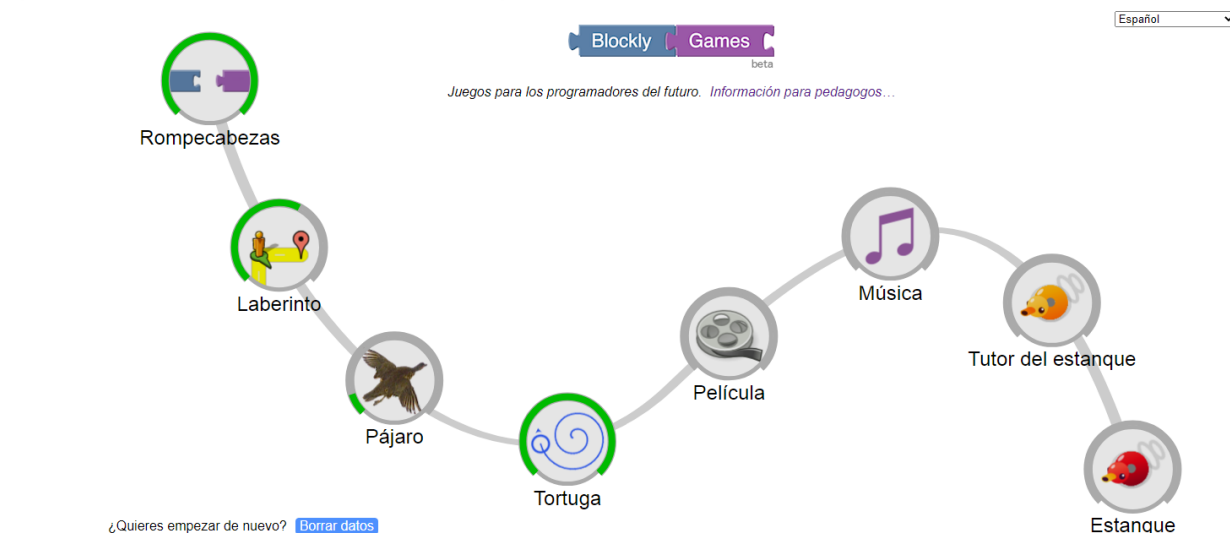 Español
Blockly Games
beta
Juegos para los programadores del futuro. Información para pedagogos…
Rompecabezas
Laberinto
Pájaro
Tortuga
Película
Música
Tutor del estanque
Estanque
¿Quieres empezar de nuevo? Borrar datos